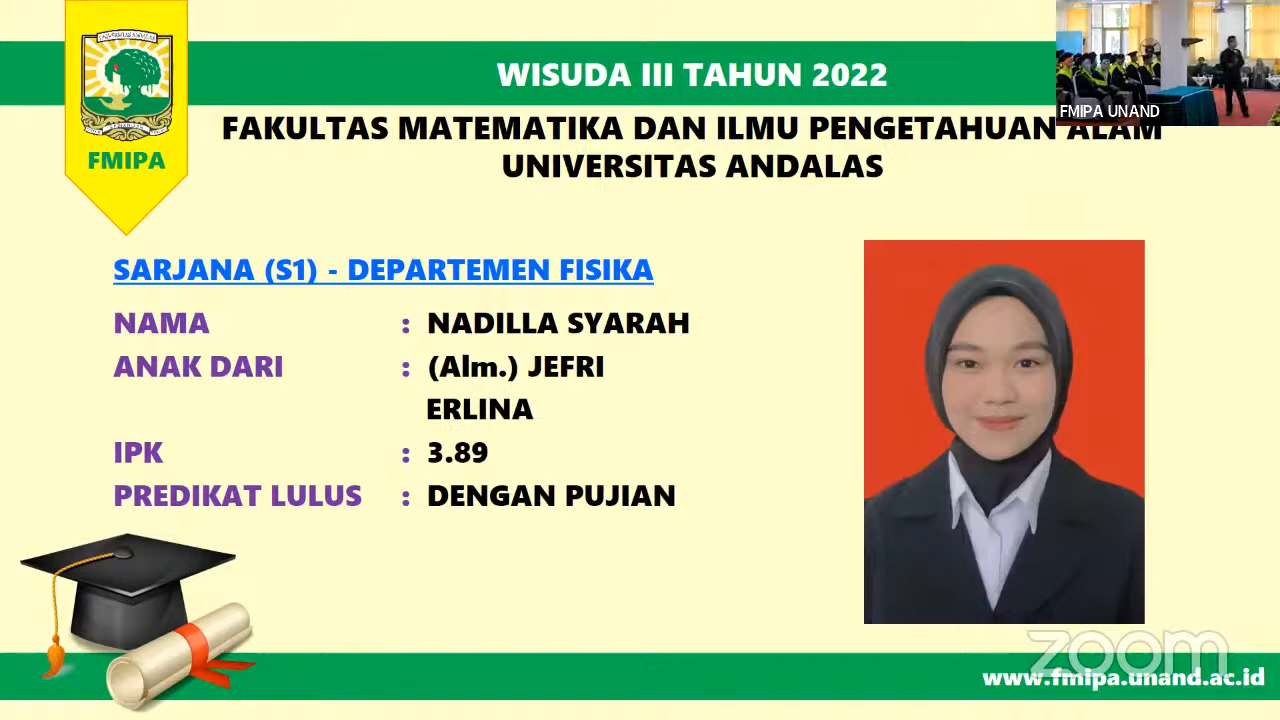 WISUDA III TAHUN 2022
FMIPA UNAND
FAKULTAS MATEMATIKA DAN ILMU PENGETAHUAN ALAM
UNIVERSITAS ANDALAS
FMIPA
SARJANA (S1) - DEPARTEMEN FISIKA
NAMA : NADILLA SYARAH
ANAK DARI : (Alm.) JEFRI
ERLINA
IPK : 3.89
PREDIKAT LULUS : DENGAN PUJIAN
zoom
www.fmipa.unand.ac.id